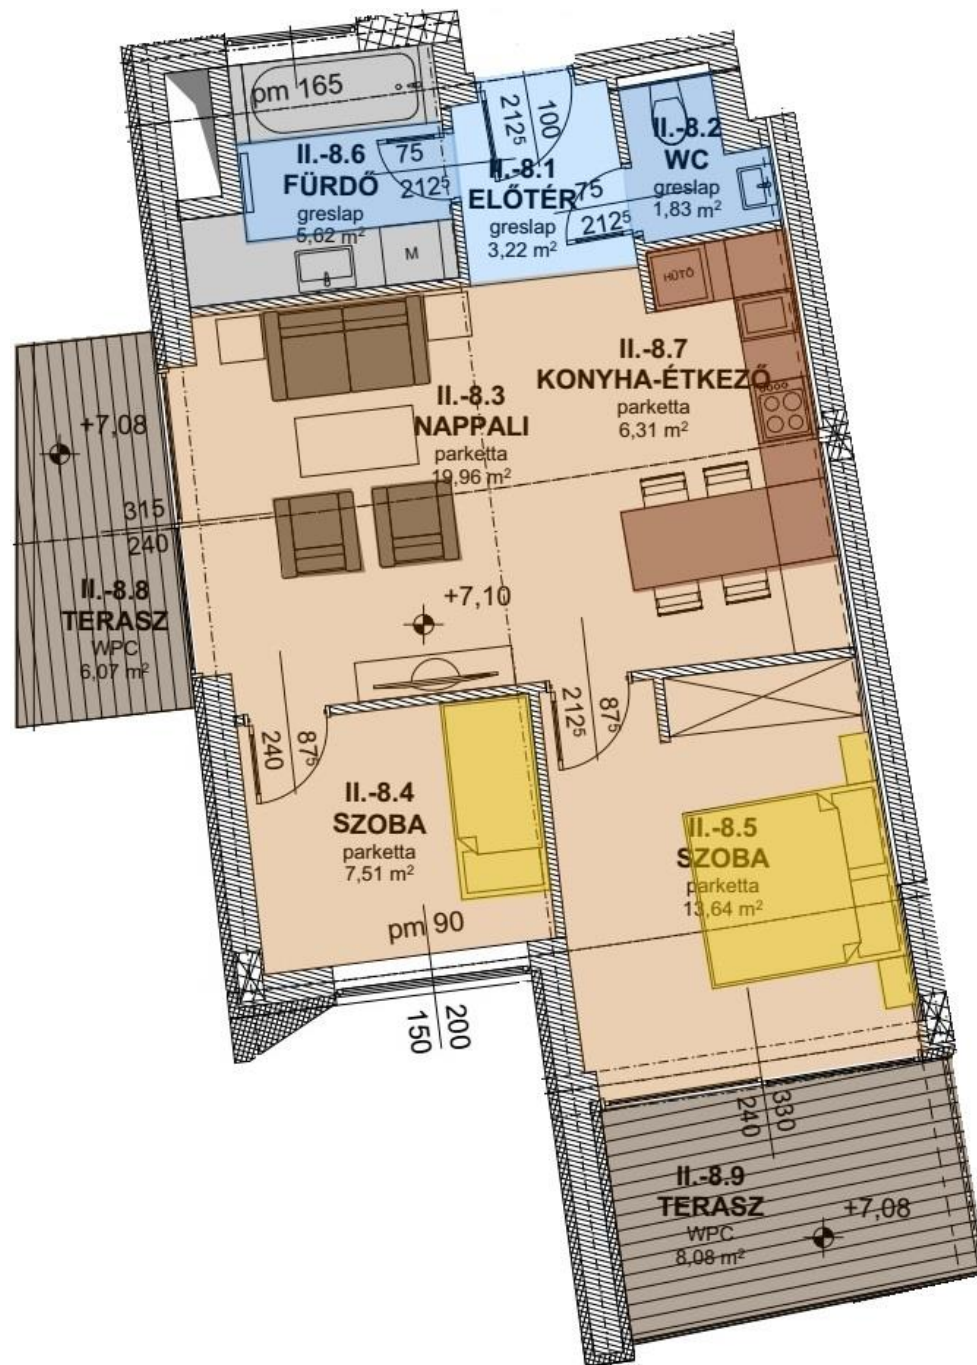 pm 165
II.-8.6
FÜRDŐ
greslap
5,62 m²
75
212⁵
M
100
212⁵
II.-8.1
ELŐTÉR
greslap
3,22 m²
75
212⁵
II.-8.2
WC
greslap
1,83 m²
HŰTŐ
II.-8.7
KONYHA-ÉTKEZŐ
parketta
6,31 m²
II.-8.3
NAPPALI
parketta
19,96 m²
+7,08
315
240
II.-8.8
TERASZ
WPC
6,07 m²
+7,10
87⁵
240
87⁵
212⁵
II.-8.4
SZOBA
parketta
7,51 m²
pm 90
200
150
II.-8.5
SZOBA
parketta
13,64 m²
330
240
II.-8.9
TERASZ
WPC
8,08 m²
+7,08